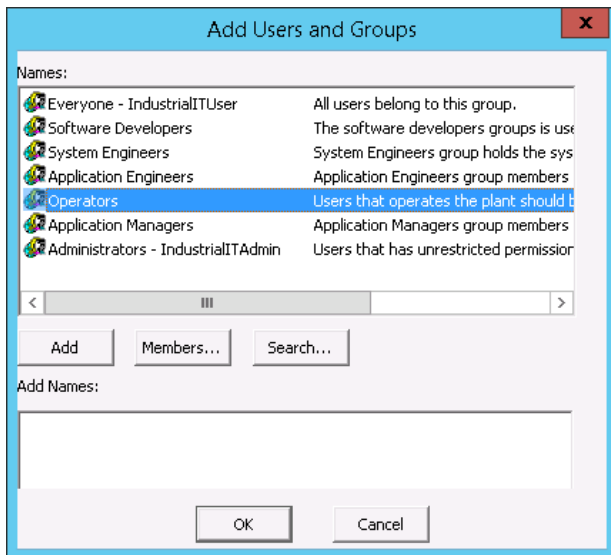 Add Users and Groups
x
Names:
Everyone - IndustrialITUser All users belong to this group.
Software Developers The software developers groups is use
System Engineers System Engineers group holds the sys
Application Engineers Application Engineers group members
Operators Users that operates the plant should b
Application Managers Application Managers group members
Administrators - IndustrialITAdmin Users that has unrestricted permission
Add Members... Search...
Add Names:
OK Cancel